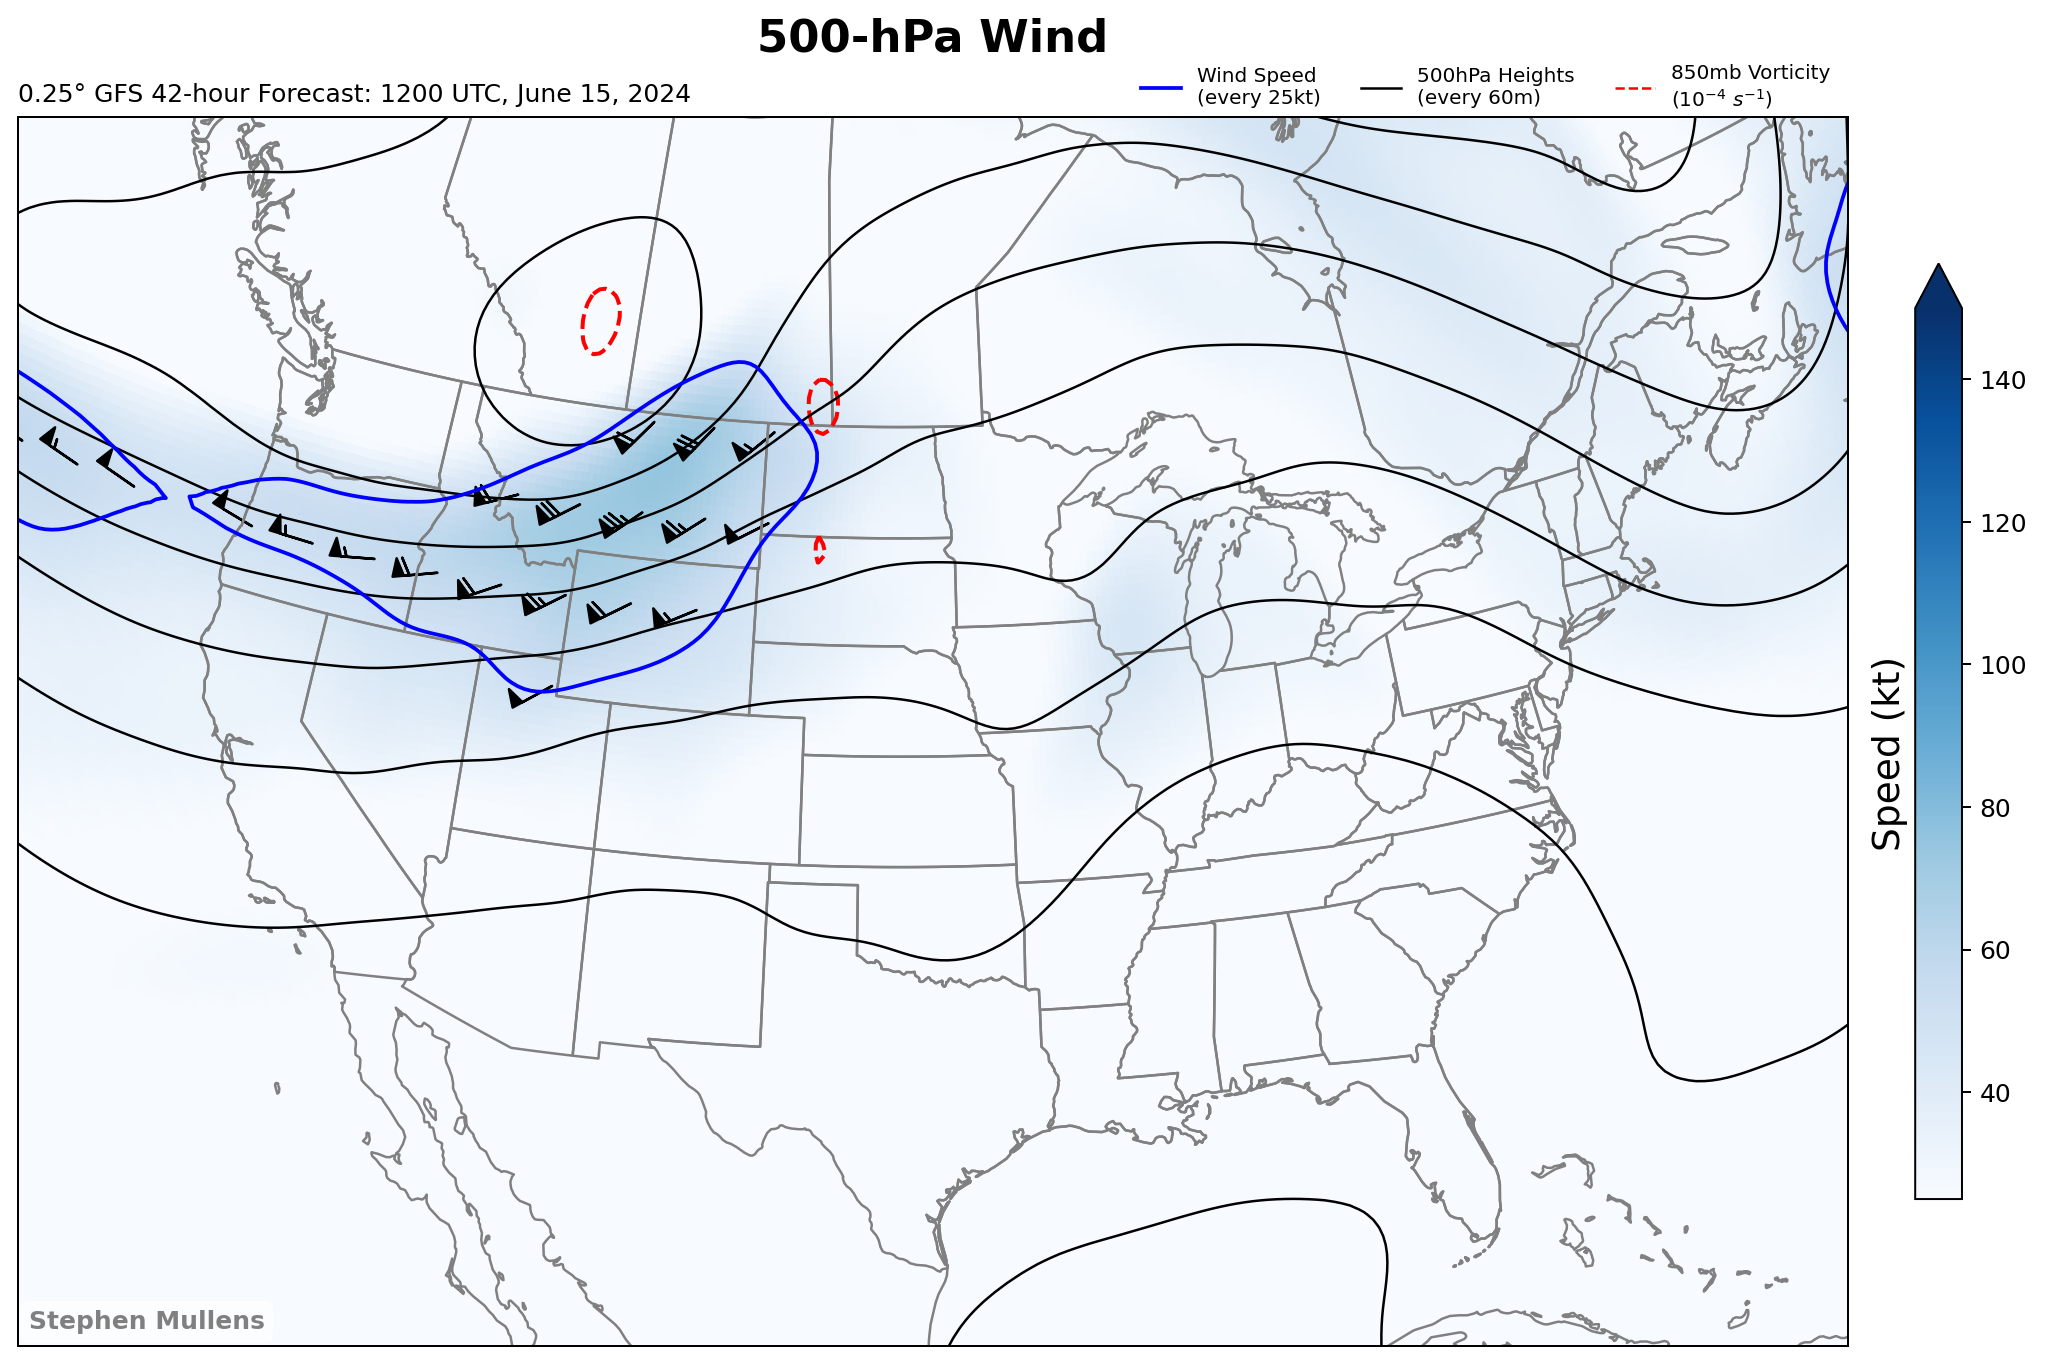 500-hPa Wind
0.25° GFS 42-hour Forecast: 1200 UTC, June 15, 2024
Wind Speed
(every 25kt)
500hPa Heights
(every 60m)
850mb Vorticity
(10⁻⁴ s⁻¹)
140
120
100
80
60
40
Speed (kt)
Stephen Mullens